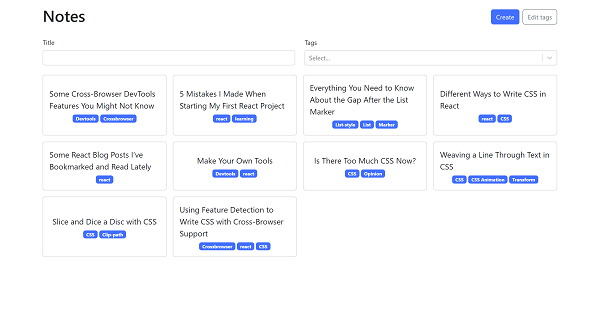 Notes
Create
Edit tags
Title
Tags
Select...
Some Cross-Browser DevTools
Features You Might Not Know
Devtools
Crossbrowser
5 Mistakes I Made When
Starting My First React Project
react
learning
Everything You Need to Know
About the Gap After the List
Marker
List-style
List
Marker
Different Ways to Write CSS in
React
react
CSS
Some React Blog Posts I've
Bookmarked and Read Lately
react
Make Your Own Tools
Devtools
react
Is There Too Much CSS Now?
CSS
Opinion
Weaving a Line Through Text in
CSS
CSS
CSS Animation
Transform
Slice and Dice a Disc with CSS
CSS
Clip-path
Using Feature Detection to
Write CSS with Cross-Browser
Support
Crossbrowser
react
CSS